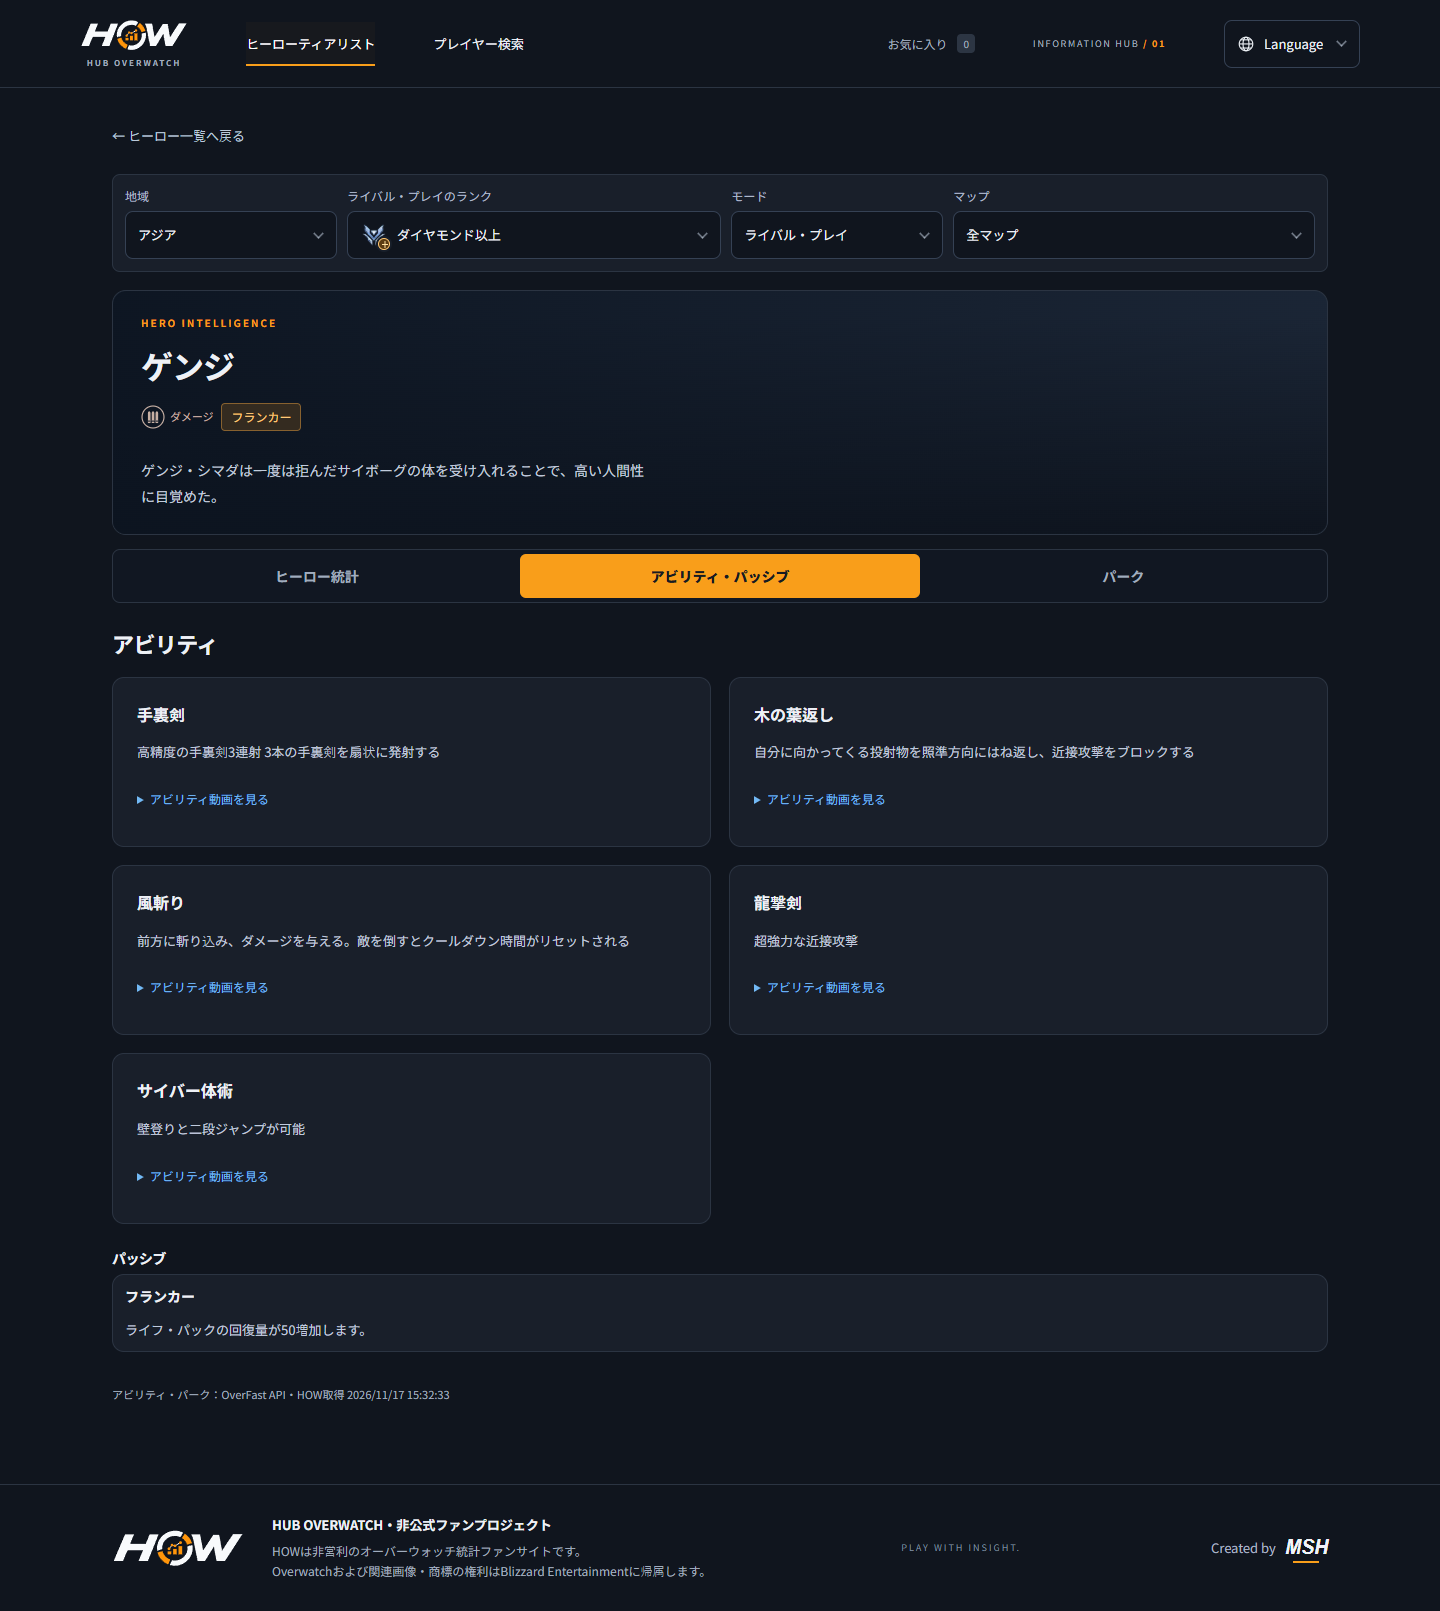 HOW
HUB OVERWATCH
ヒーローティアリスト
プレイヤー検索
お気に入り 0
INFORMATION HUB / 01
Language
← ヒーロー一覧へ戻る
地域
ライバル・プレイのランク
モード
マップ
アジア
ダイヤモンド以上
ライバル・プレイ
全マップ
HERO INTELLIGENCE
ゲンジ
ダメージ
フランカー
ゲンジ・シマダは一度は拒んだサイボーグの体を受け入れることで、高い人間性
に目覚めた。
ヒーロー統計
アビリティ・パッシブ
パーク
アビリティ
手裏剣
高精度の手裏剣3連射 3本の手裏剣を扇状に発射する
▶ アビリティ動画を見る
木の葉返し
自分に向かってくる投射物を照準方向にはね返し、近接攻撃をブロックする
▶ アビリティ動画を見る
風斬り
前方に斬り込み、ダメージを与える。敵を倒すとクールダウン時間がリセットされる
▶ アビリティ動画を見る
龍撃剣
超強力な近接攻撃
▶ アビリティ動画を見る
サイバー体術
壁登りと二段ジャンプが可能
▶ アビリティ動画を見る
パッシブ
フランカー
ライフ・パックの回復量が50増加します。
アビリティ・パーク：OverFast API・HOW取得 2026/11/17 15:32:33
HOW
HUB OVERWATCH・非公式ファンプロジェクト
HOWは非営利のオーバーウォッチ統計ファンサイトです。
Overwatchおよび関連画像・商標の権利はBlizzard Entertainmentに帰属します。
PLAY WITH INSIGHT.
Created by MSH